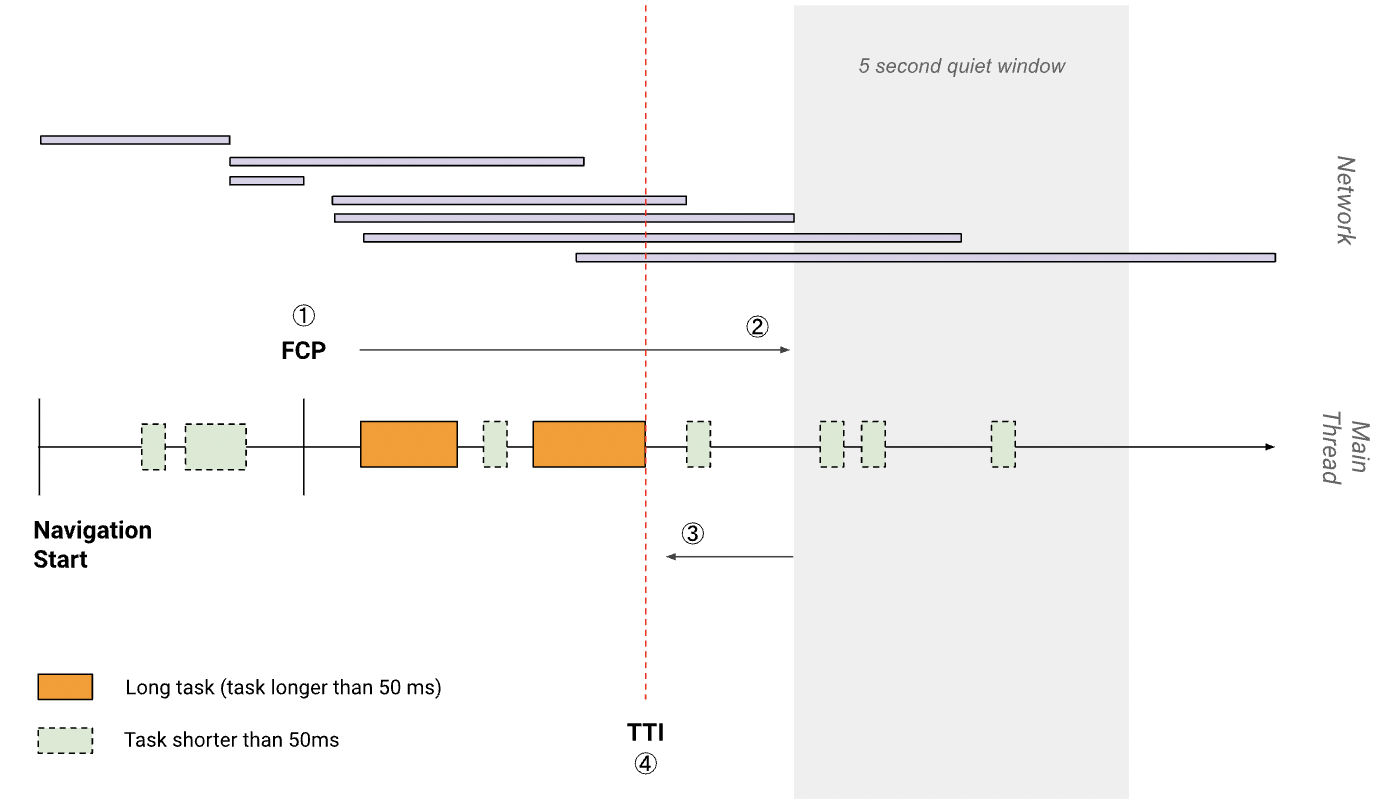 5 second quiet window
Network
①
FCP
②
Main
Thread
Navigation
Start
③
Long task (task longer than 50 ms)
Task shorter than 50ms
TTI
④